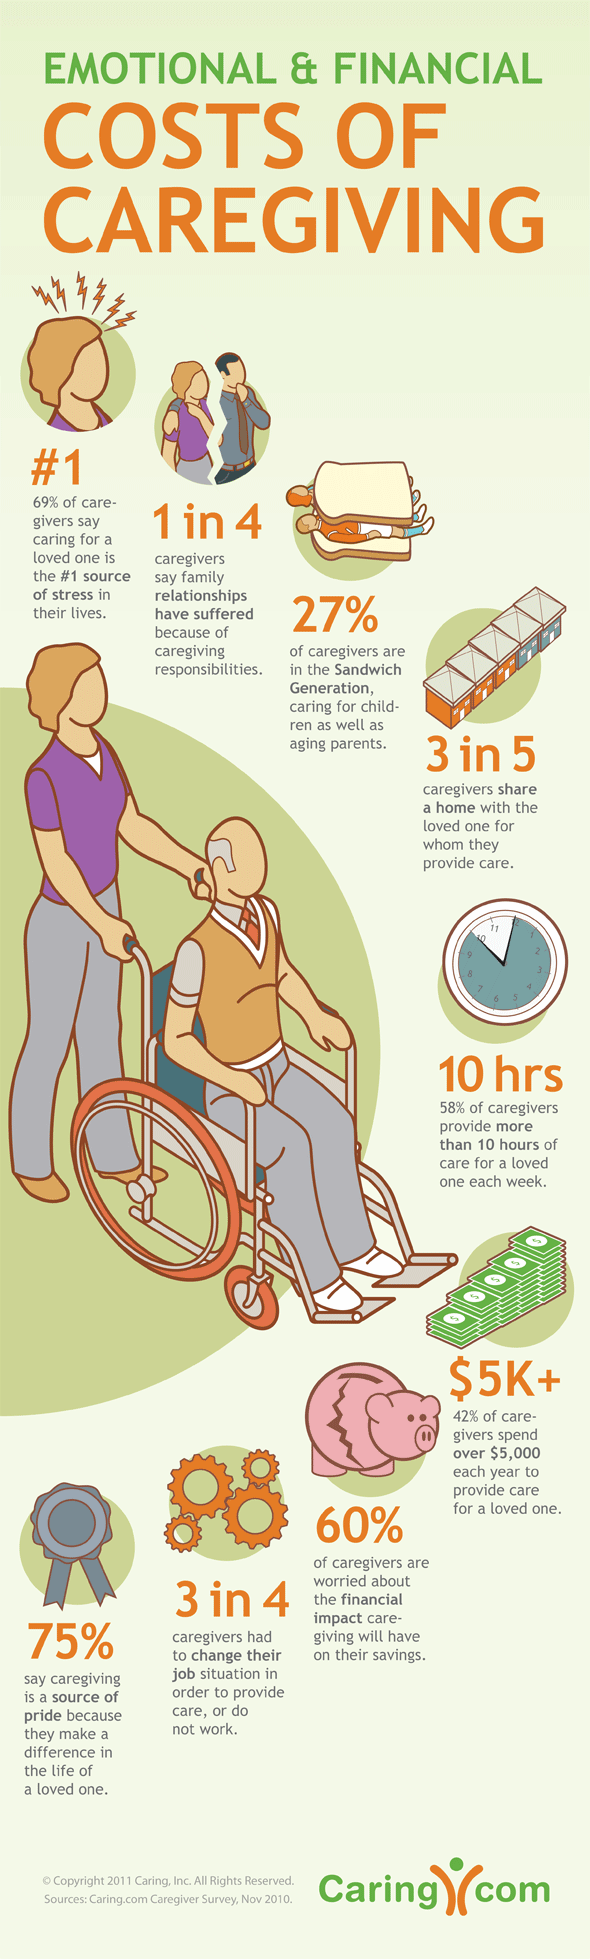 EMOTIONAL & FINANCIAL
COSTS OF
CAREGIVING
#1
69% of care-
givers say
caring for a
loved one is
the #1 source
of stress in
their lives.
1 in 4
caregivers
say family
relationships
have suffered
because of
caregiving
responsibilities.
27%
of caregivers are
in the Sandwich
Generation,
caring for child-
ren as well as
aging parents.
3 in 5
caregivers share
a home with the
loved one for
whom they
provide care.
12
1
2
3
4
5
6
7
8
9
10
11
10 hrs
58% of caregivers
provide more
than 10 hours of
care for a loved
one each week.
$
$
$
$
$
$5K+
42% of care-
givers spend
over $5,000
each year to
provide care
for a loved one.
60%
of caregivers are
worried about
the financial
impact care-
giving will have
on their savings.
3 in 4
caregivers had
to change their
job situation in
order to provide
care, or do
not work.
75%
say caregiving
is a source of
pride because
they make a
difference in
the life of
a loved one.
© Copyright 2011 Caring, Inc. All Rights Reserved.
Sources: Caring.com Caregiver Survey, Nov 2010.
Caring com